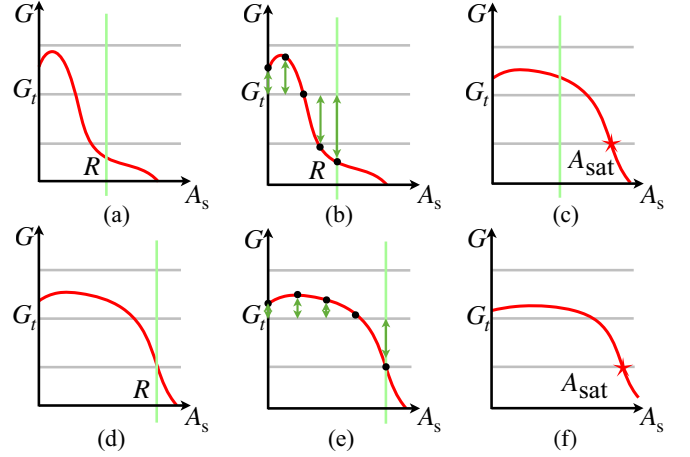 G G G
G_t G_t G_t
R R A_sat
A_s A_s A_s
(a) (b) (c)
G G G
G_t G_t G_t
R A_sat
A_s A_s A_s
(d) (e) (f)